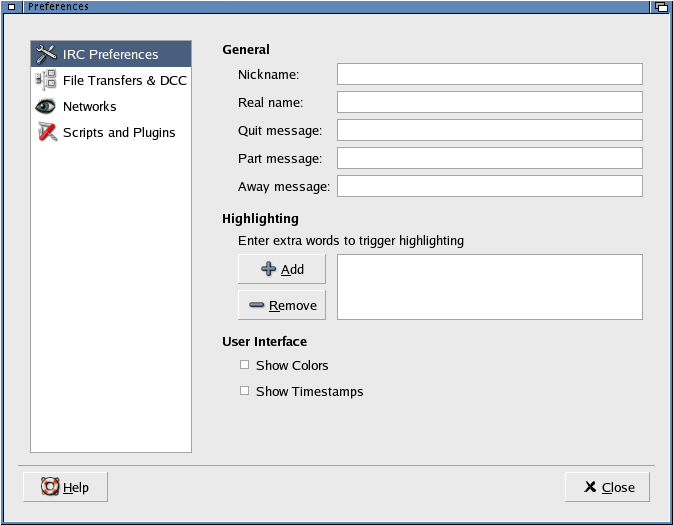 Preferences
IRC Preferences
File Transfers & DCC
Networks
Scripts and Plugins
General
Nickname:
Real name:
Quit message:
Part message:
Away message:
Highlighting
Enter extra words to trigger highlighting
Add
Remove
User Interface
Show Colors
Show Timestamps
Help
Close